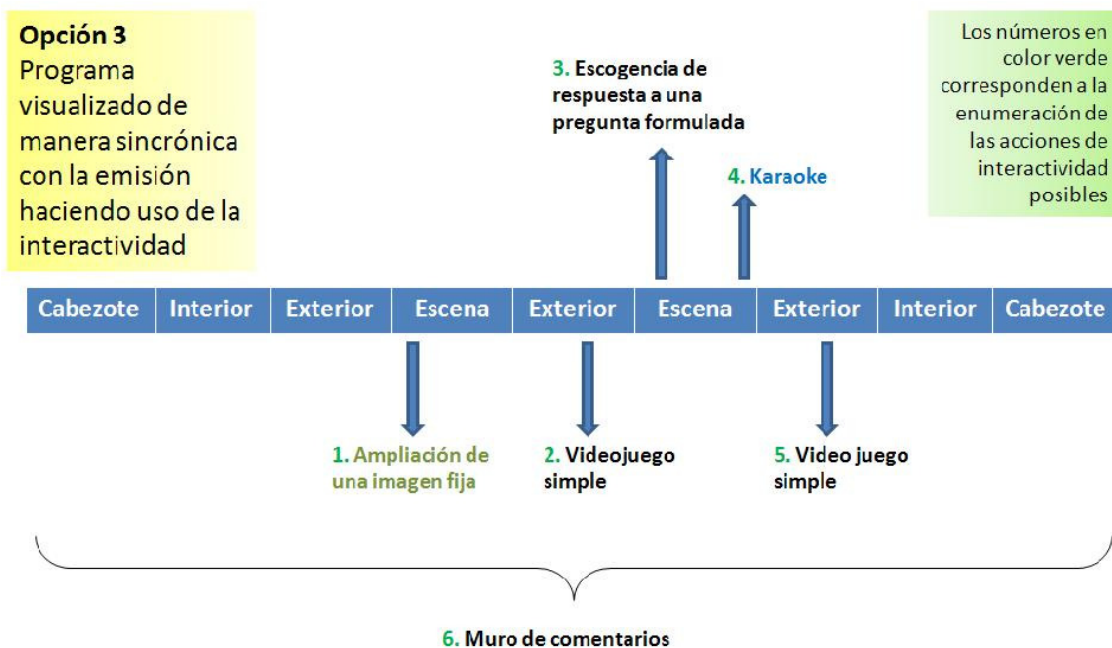 Opción 3
Programa
visualizado de
manera sincrónica
con la emisión
haciendo uso de la
interactividad
Los números en
color verde
corresponden a la
enumeración de
las acciones de
interactividad
posibles
3. Escogencia de
respuesta a una
pregunta formulada
4. Karaoke
Cabezote Interior Exterior Escena Exterior Escena Exterior Interior Cabezote
1. Ampliación de
una imagen fija
2. Videojuego
simple
5. Video juego
simple
6. Muro de comentarios